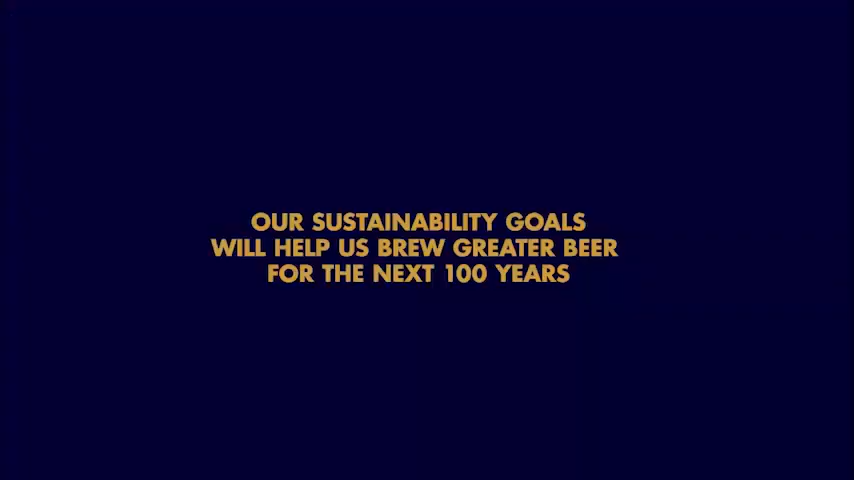 OUR SUSTAINABILITY GOALS
WILL HELP US BREW GREATER BEER
FOR THE NEXT 100 YEARS